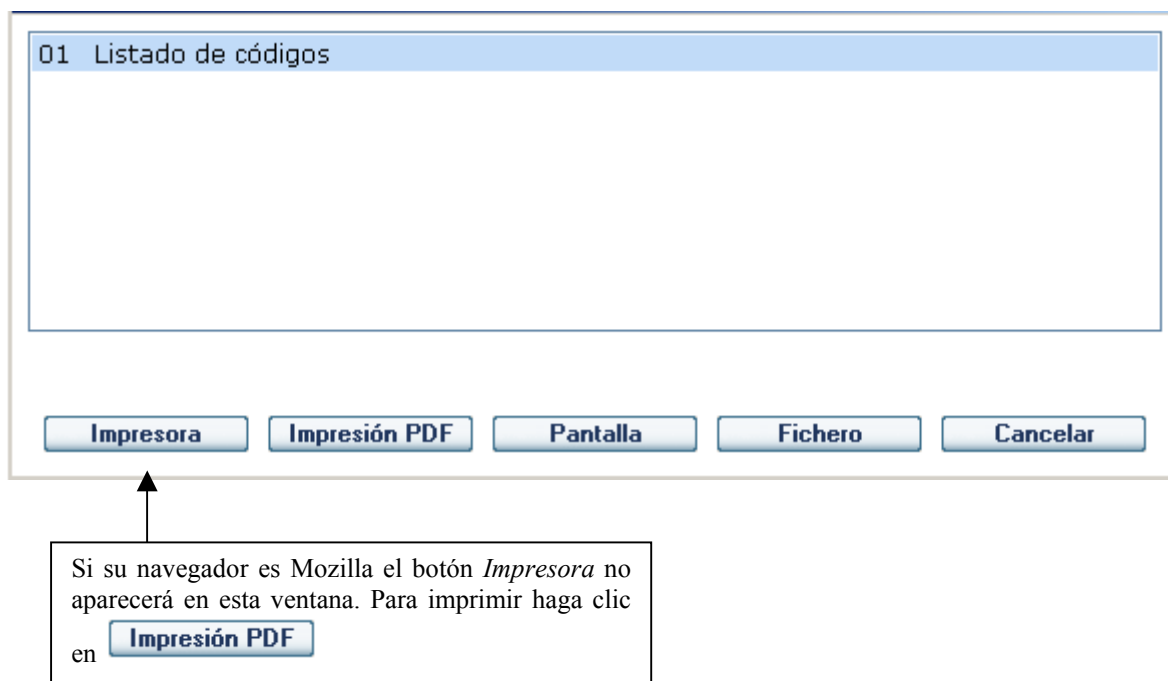 01 Listado de códigos
Impresora Impresión PDF Pantalla Fichero Cancelar
Si su navegador es Mozilla el botón Impresora no
aparecerá en esta ventana. Para imprimir haga clic
en Impresión PDF